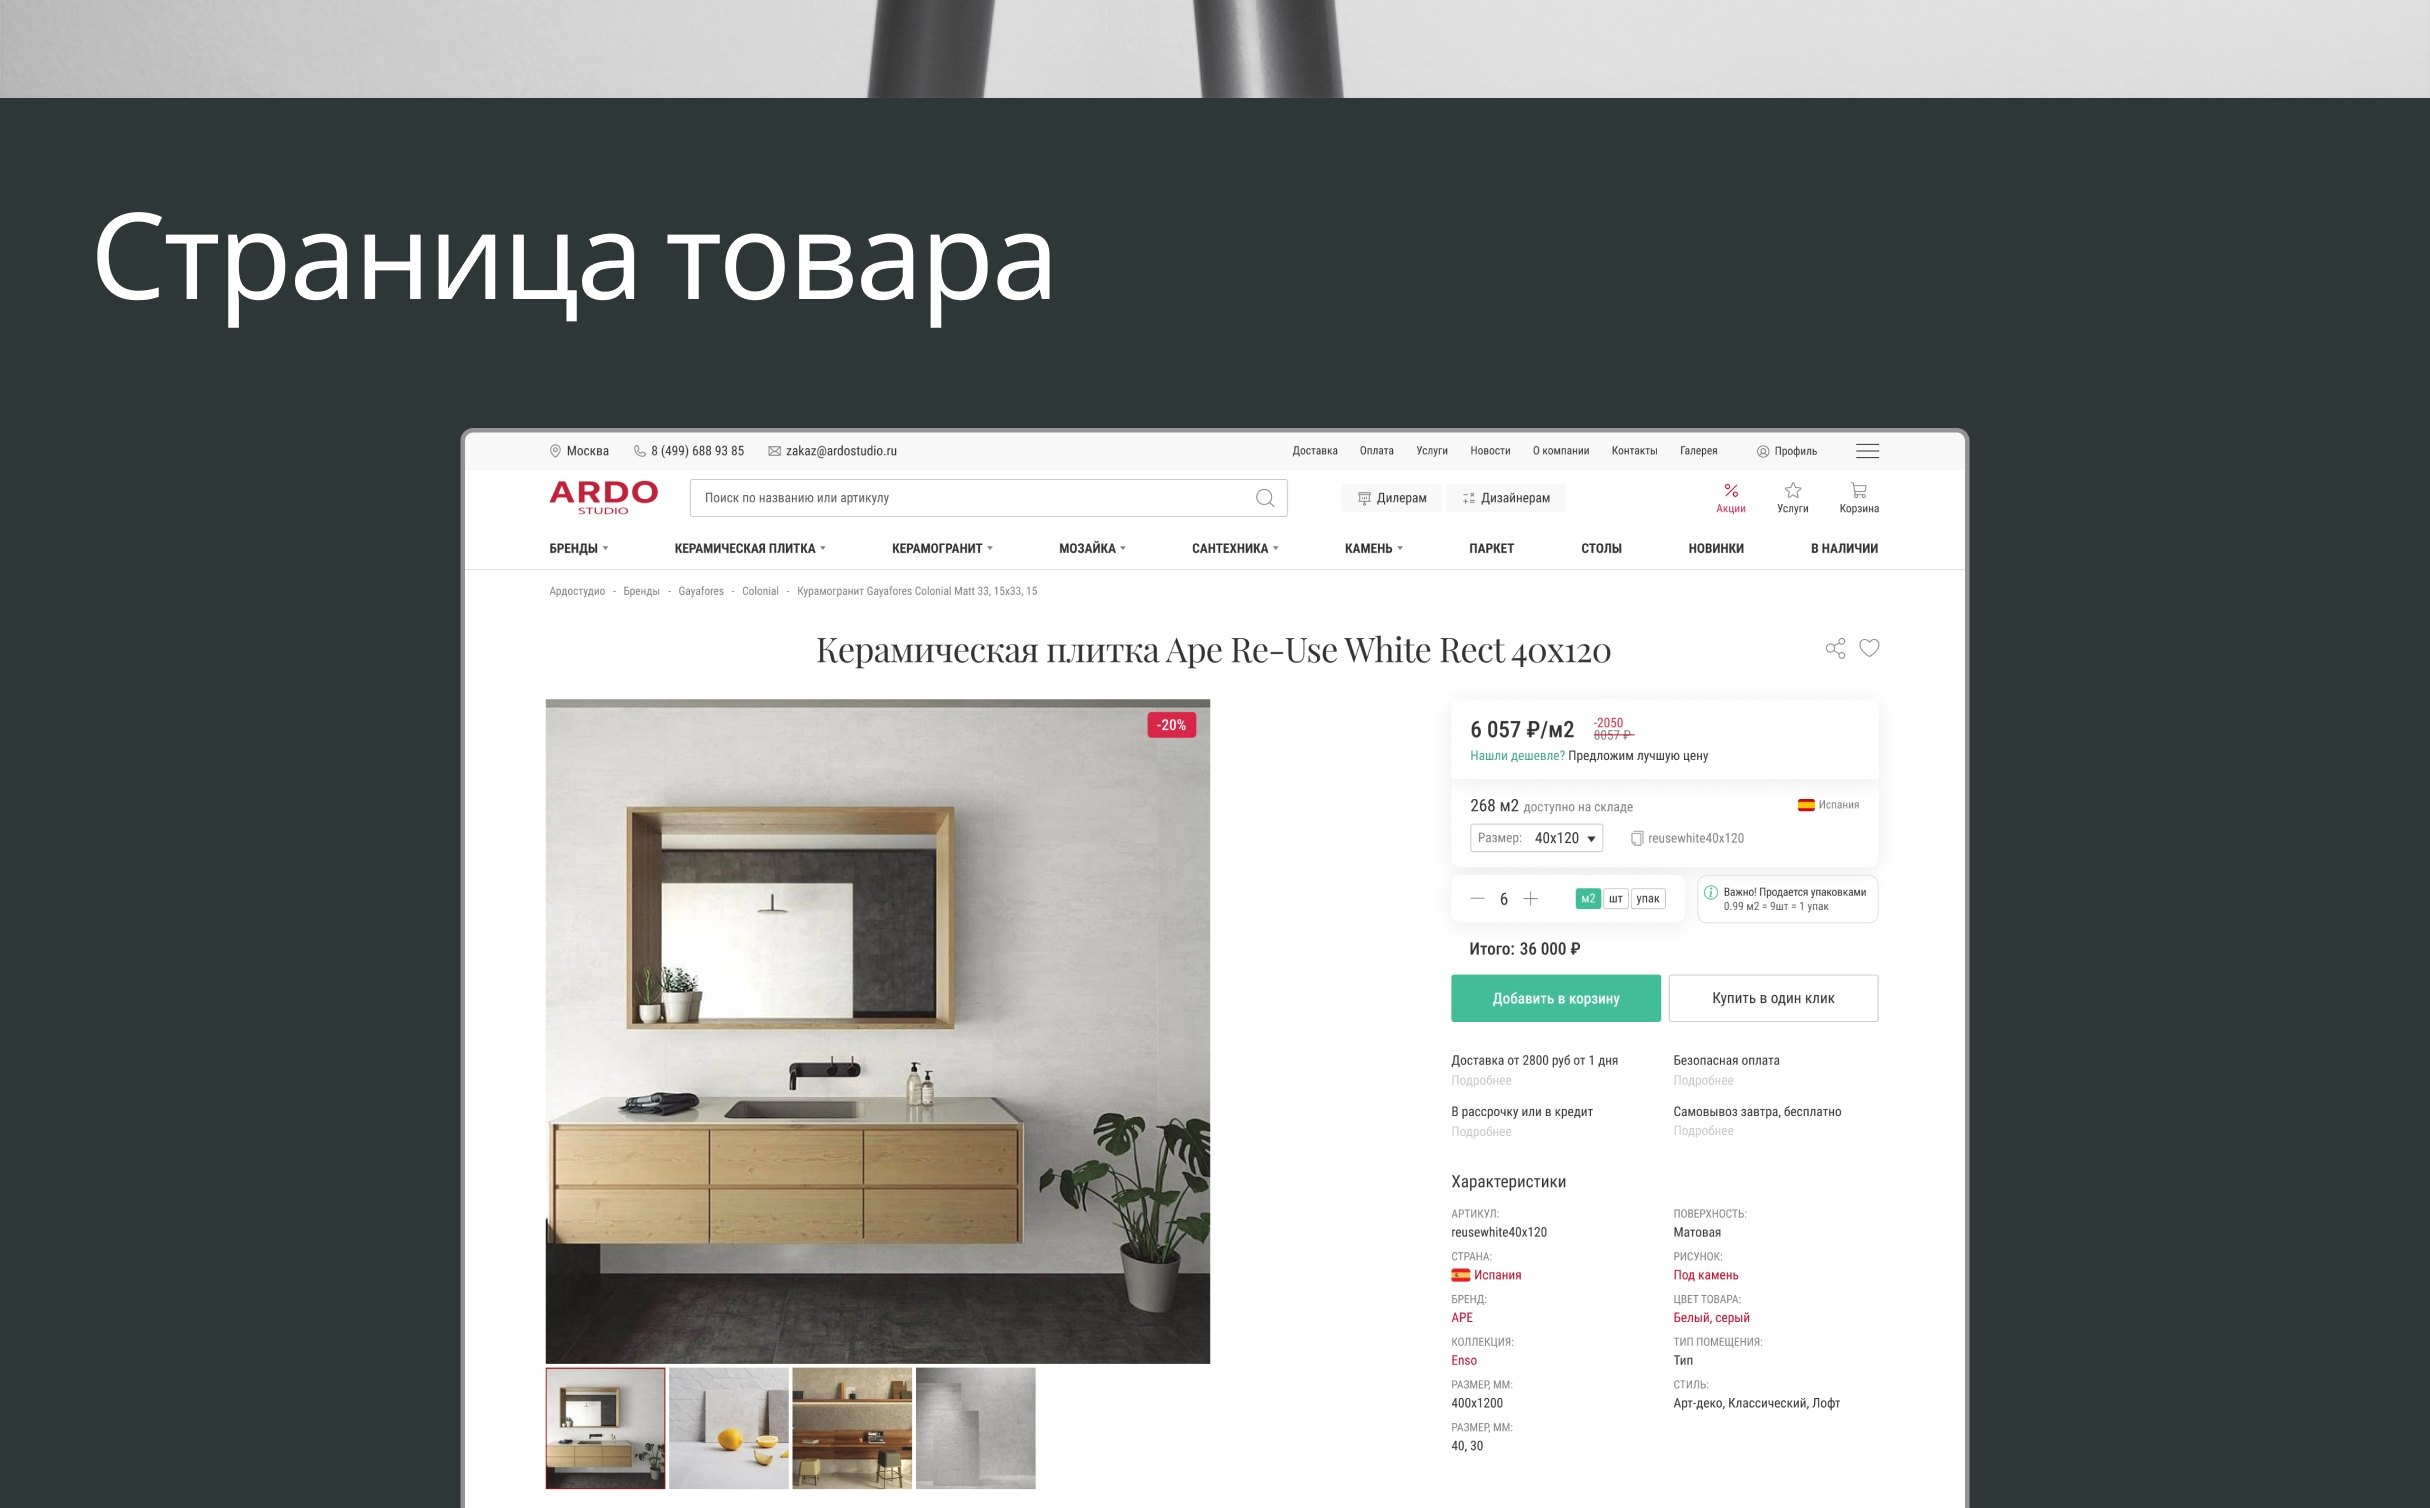 Страница товара
Москва 8 (499) 688 93 85 zakaz@ardostudio.ru Доставка Оплата Услуги Новости О компании Контакты Галерея Профиль
ARDO
STUDIO
Поиск по названию или артикулу
Дилерам Дизайнерам
Акции Услуги Корзина
БРЕНДЫ КЕРАМИЧЕСКАЯ ПЛИТКА КЕРАМОГРАНИТ МОЗАЙКА САНТЕХНИКА КАМЕНЬ ПАРКЕТ СТОЛЫ НОВИНКИ В НАЛИЧИИ
Ардостудио - Бренды - Gayafores - Colonial - Курамогранит Gayafores Colonial Matt 33, 15x33, 15
Керамическая плитка Ape Re-Use White Rect 40x120
-20%
6 057 ₽/м2 -2050
8057 ₽
Нашли дешевле? Предложим лучшую цену
268 м2 доступно на складе Испания
Размер: 40x120 reusewhite40x120
6 м2 шт упак
Важно! Продается упаковками
0.99 м2 = 9шт = 1 упак
Итого: 36 000 ₽
Добавить в корзину Купить в один клик
Доставка от 2800 руб от 1 дня
Подробнее
Безопасная оплата
Подробнее
В рассрочку или в кредит
Подробнее
Самовывоз завтра, бесплатно
Подробнее
Характеристики
АРТИКУЛ:
reusewhite40x120
СТРАНА:
Испания
БРЕНД:
APE
КОЛЛЕКЦИЯ:
Enso
РАЗМЕР, ММ:
400x1200
РАЗМЕР, ММ:
40, 30
ПОВЕРХНОСТЬ:
Матовая
РИСУНОК:
Под камень
ЦВЕТ ТОВАРА:
Белый, серый
ТИП ПОМЕЩЕНИЯ:
Тип
СТИЛЬ:
Арт-деко, Классический, Лофт